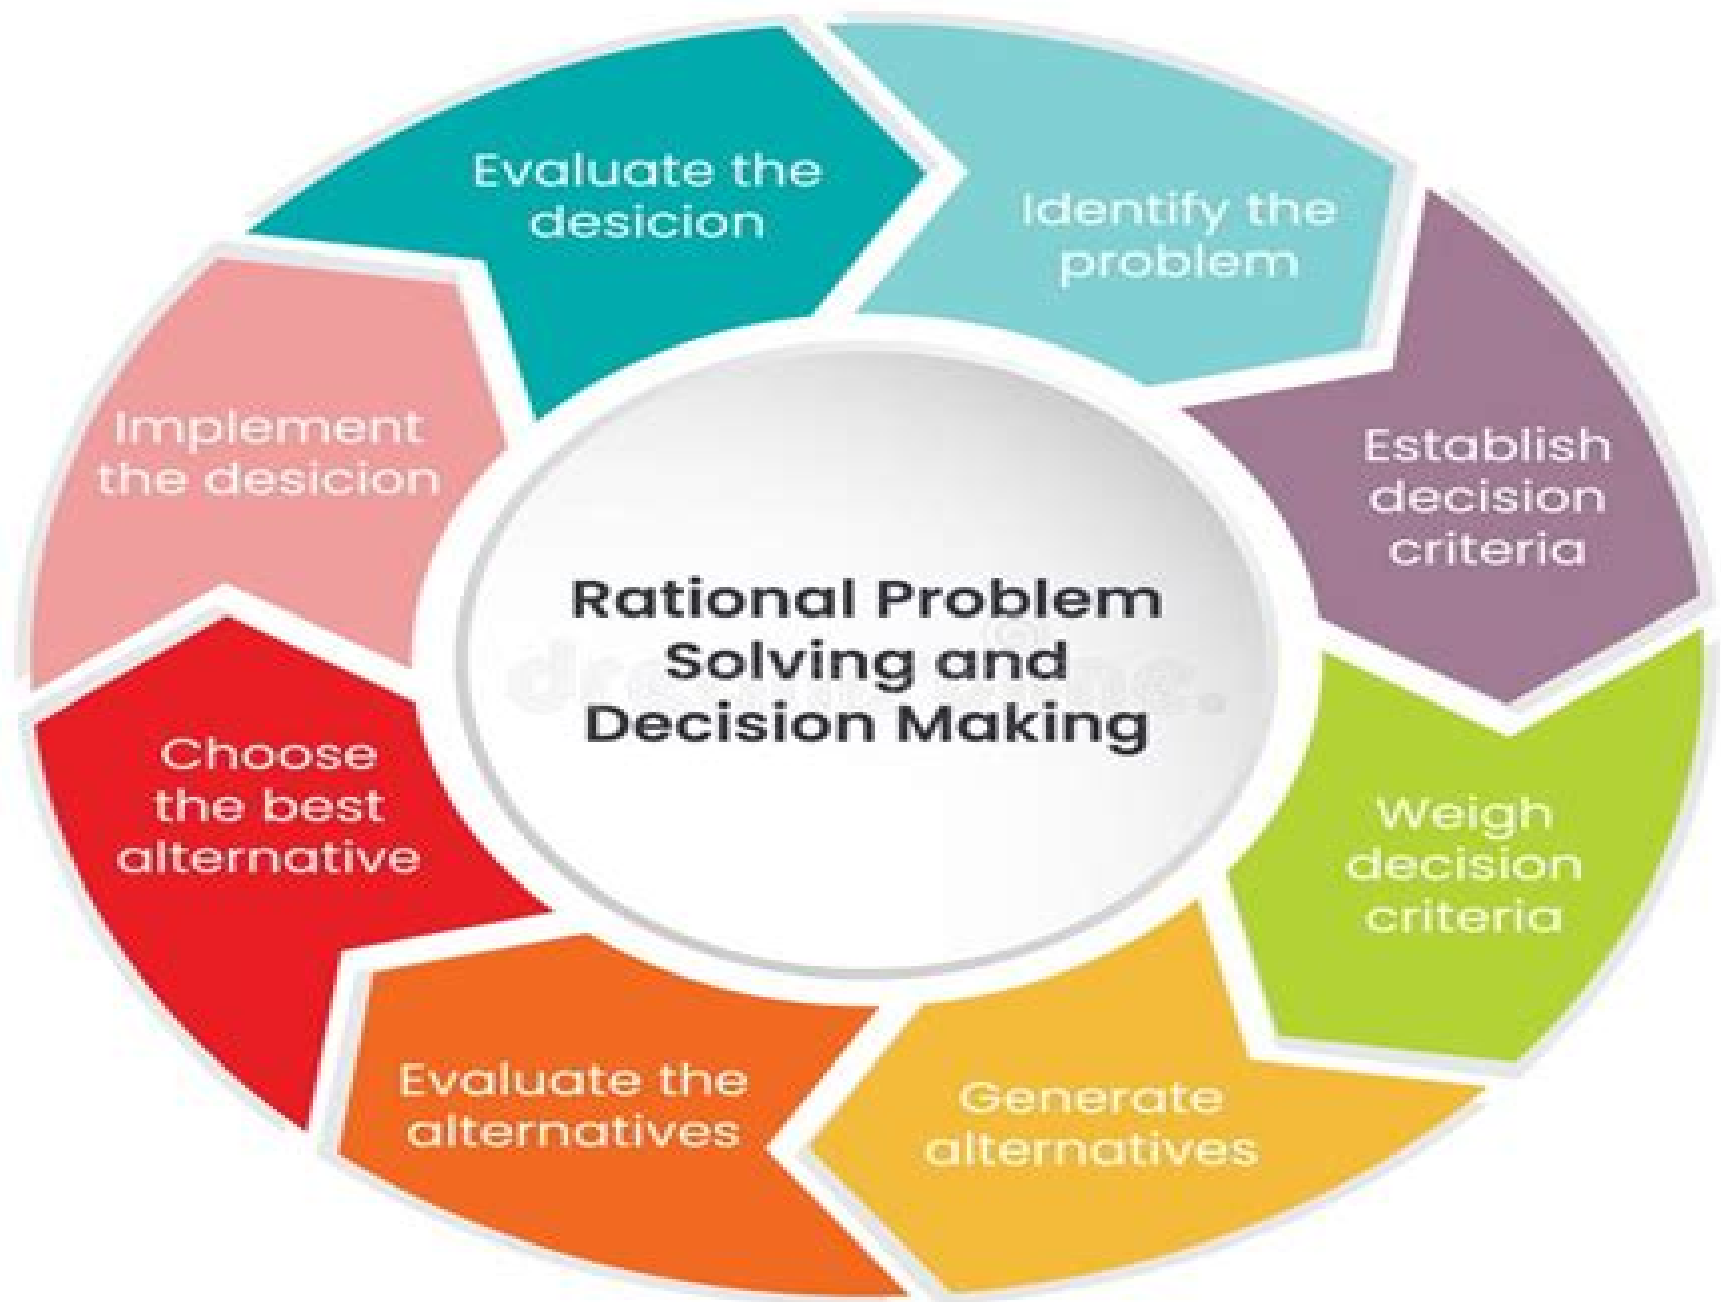 Evaluate the
desicion
Identify the
problem
Establish
decision
criteria
Weigh
decision
criteria
Generate
alternatives
Evaluate the
alternatives
Choose
the best
alternative
Implement
the desicion
Rational Problem
Solving and
Decision Making